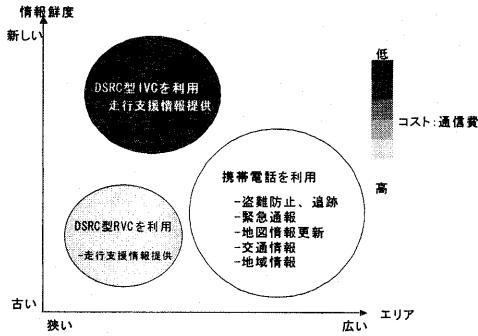 情報鮮度
新しい
DSRC型IVCを利用
走行支援情報提供
低
コスト:通信費
高
携帯電話を利用
-盗難防止、追跡
-緊急通報
-地図情報更新
-交通情報
-地域情報
DSRC型RVCを利用
-走行支援情報提供
古い
狭い
広い
エリア